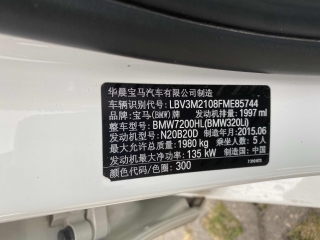 华晨宝马汽车有限公司制造
车辆识别代号: LBV3M2108FME85744
品牌: 宝马(BMW)牌 发动机排量: 1997 ml
整车型号: BMW7200HL(BMW320Li)
发动机型号: N20B20D 制造年月: 2015.06
最大允许总质量: 1980 kg 乘坐人数: 5 人
发动机最大净功率: 135 kW 制造国: 中国
颜色代码/色圈: 300